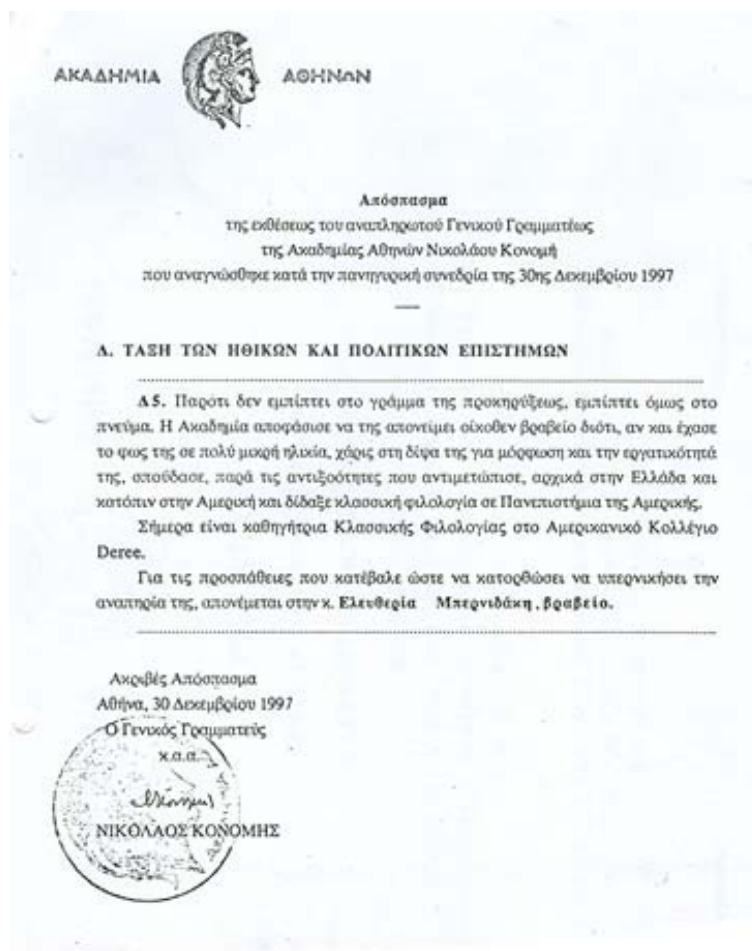 ΑΚΑΔΗΜΙΑ ΑΘΗΝΩΝ
Απόσπασμα
της εκθέσεως του αναπληρωτού Γενικού Γραμματέως
της Ακαδημίας Αθηνών Νικολάου Κονομή
που αναγνώσθηκε κατά την πανηγυρική συνεδρία της 30ης Δεκεμβρίου 1997
Δ. ΤΑΞΗ ΤΩΝ ΗΘΙΚΩΝ ΚΑΙ ΠΟΛΙΤΙΚΩΝ ΕΠΙΣΤΗΜΩΝ
Δ5. Παρότι δεν εμπίπτει στο γράμμα της προκηρύξεως, εμπίπτει όμως στο
πνεύμα. Η Ακαδημία αποφάσισε να της απονείμει οίκοθεν βραβείο διότι, αν και έχασε
το φως της σε πολύ μικρή ηλικία, χάρις στη δίψα της για μόρφωση και την εργατικότητά
της, σπούδασε, παρά τις αντιξοότητες που αντιμετώπισε, αρχικά στην Ελλάδα και
κατόπιν στην Αμερική και δίδαξε κλασσική φιλολογία σε Πανεπιστήμια της Αμερικής.
Σήμερα είναι καθηγήτρια Κλασσικής Φιλολογίας στο Αμερικανικό Κολλέγιο
Deree.
Για τις προσπάθειες που κατέβαλε ώστε να κατορθώσει να υπερνικήσει την
αναπηρία της, απονέμεται στην κ. Ελευθερία Μπερνιδάκη, βραβείο.
Ακριβές Απόσπασμα
Αθήνα, 30 Δεκεμβρίου 1997
Ο Γενικός Γραμματεύς
κ.α.α.
ΝΙΚΟΛΑΟΣ ΚΟΝΟΜΗΣ